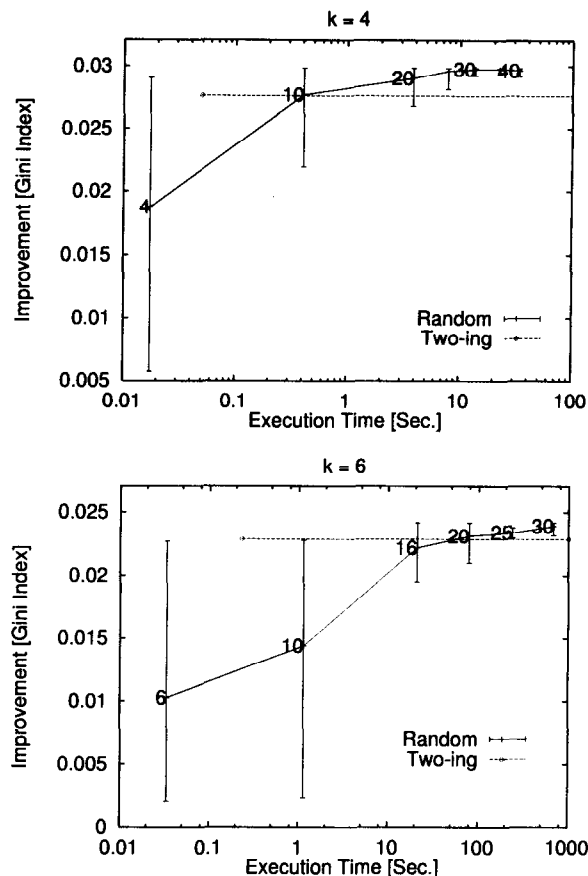 k = 4
Improvement [Gini Index]
0.03
0.025
0.02
0.015
0.01
0.005
4
10
20
30
40
Random
Two-ing
0.01 0.1 1 10 100
Execution Time [Sec.]
k = 6
Improvement [Gini Index]
0.025
0.02
0.015
0.01
0.005
0
6
10
16
20
25
30
Random
Two-ing
0.01 0.1 1 10 100 1000
Execution Time [Sec.]